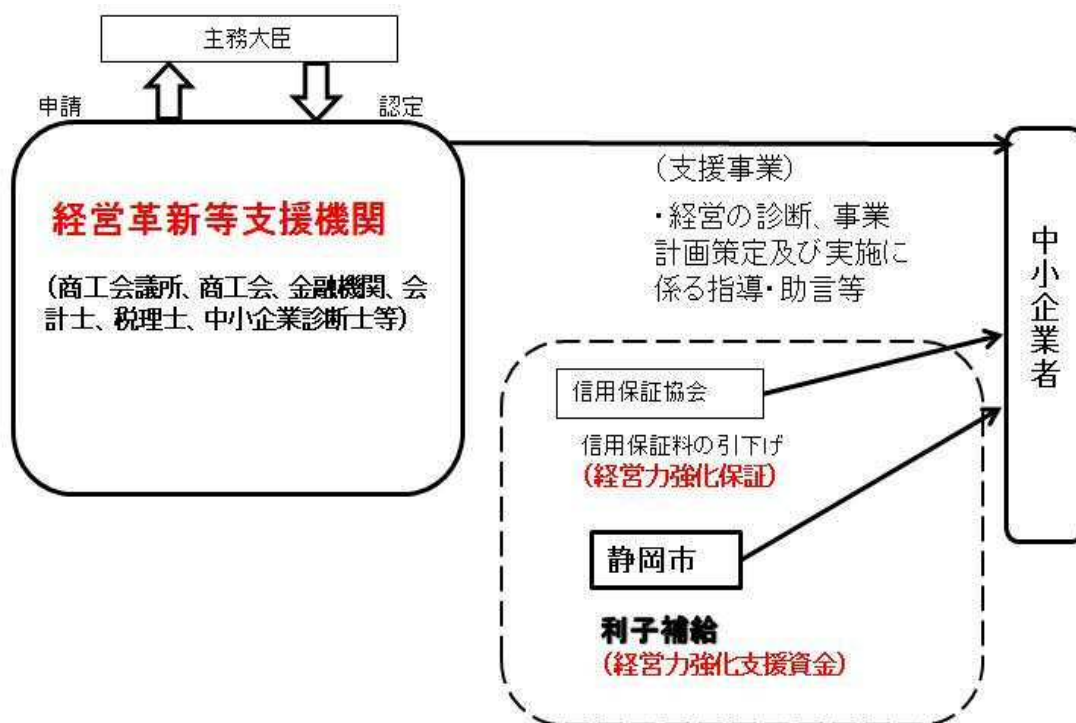 主務大臣
申請
認定
経営革新等支援機関
（商工会議所、商工会、金融機関、会
計士、税理士、中小企業診断士等）
（支援事業）
・経営の診断、事業
計画策定及び実施に
係る指導・助言等
中小企業者
信用保証協会
信用保証料の引下げ
（経営力強化保証）
静岡市
利子補給
（経営力強化支援資金）